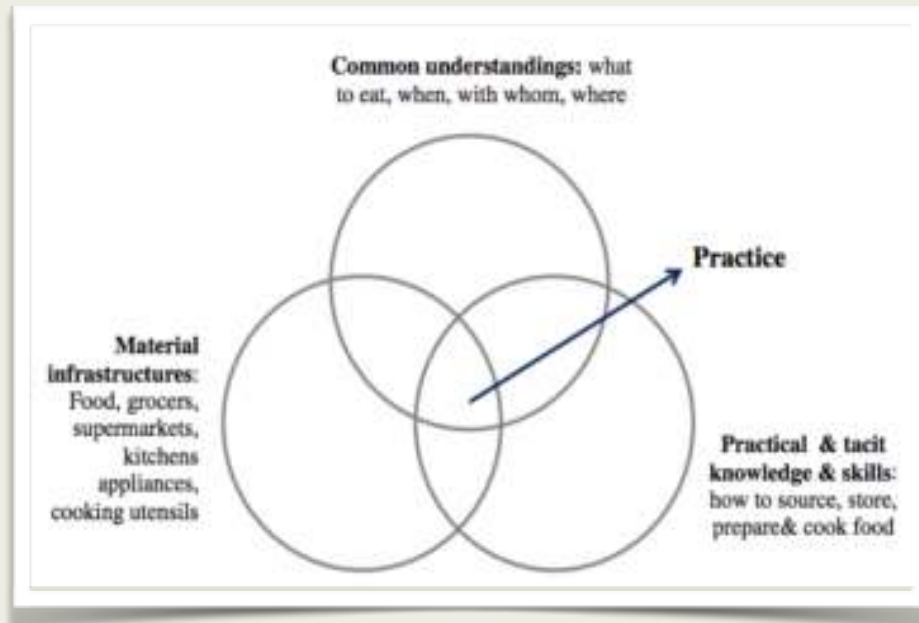 Common understandings: what
to eat, when, with whom, where
Practice
Material
infrastructures:
Food, grocers,
supermarkets,
kitchens
appliances,
cooking utensils
Practical & tacit
knowledge & skills:
how to source, store,
prepare& cook food